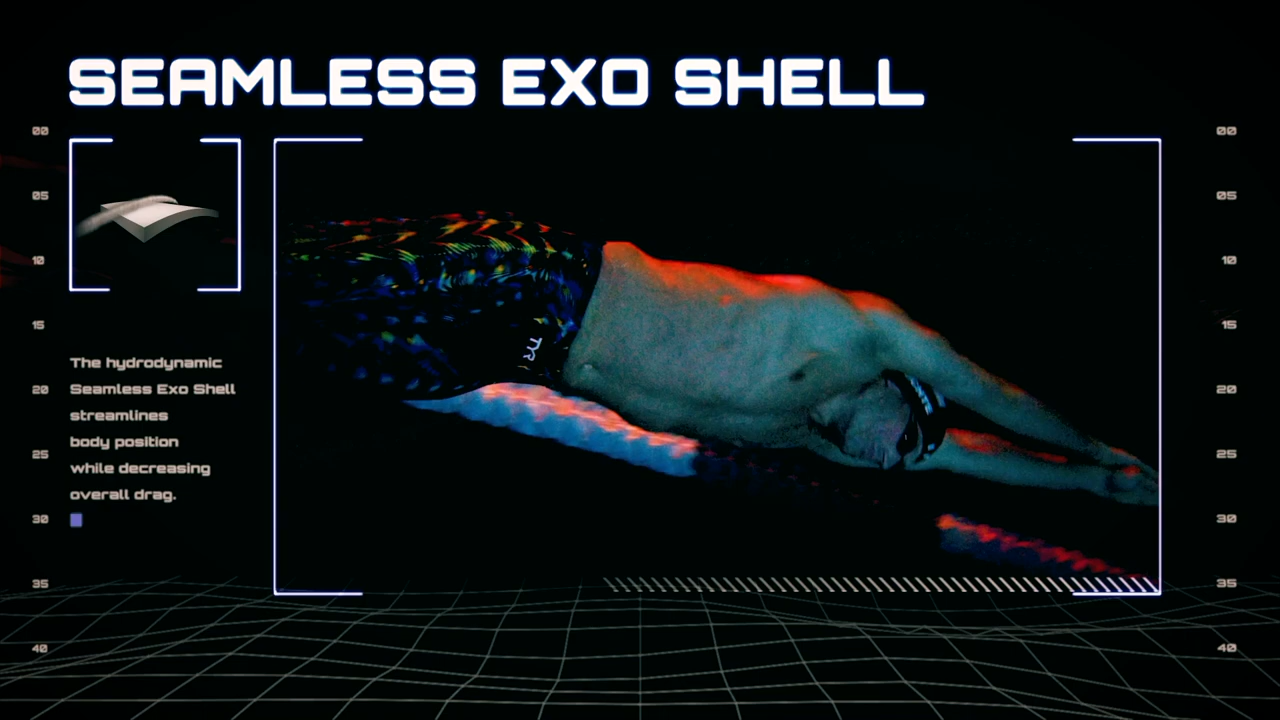 SEAMLESS EXO SHELL
00
05
10
15
20
25
30
35
40
The hydrodynamic
Seamless Exo Shell
streamlines
body position
while decreasing
overall drag.
TYR
00
05
10
15
20
25
30
35
40